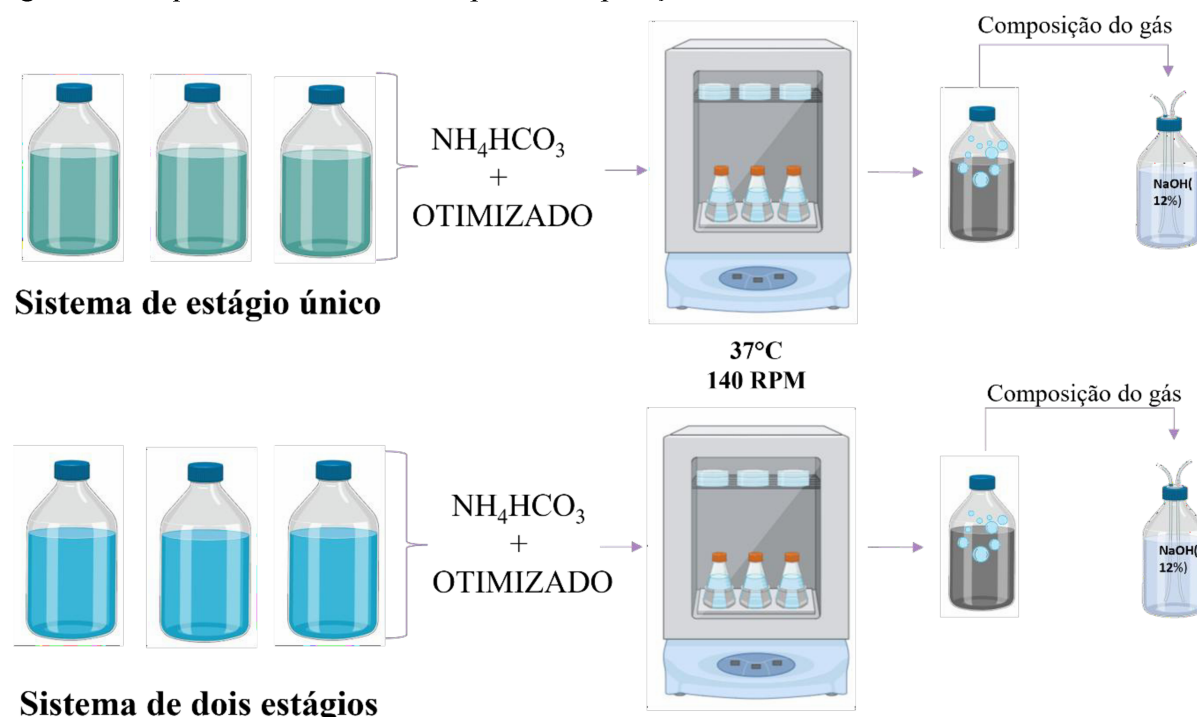 Composição do gás
NH₄HCO₃
+
OTIMIZADO
NaOH(
12%)
Sistema de estágio único
37°C
140 RPM
Composição do gás
NH₄HCO₃
+
OTIMIZADO
NaOH(
12%)
Sistema de dois estágios